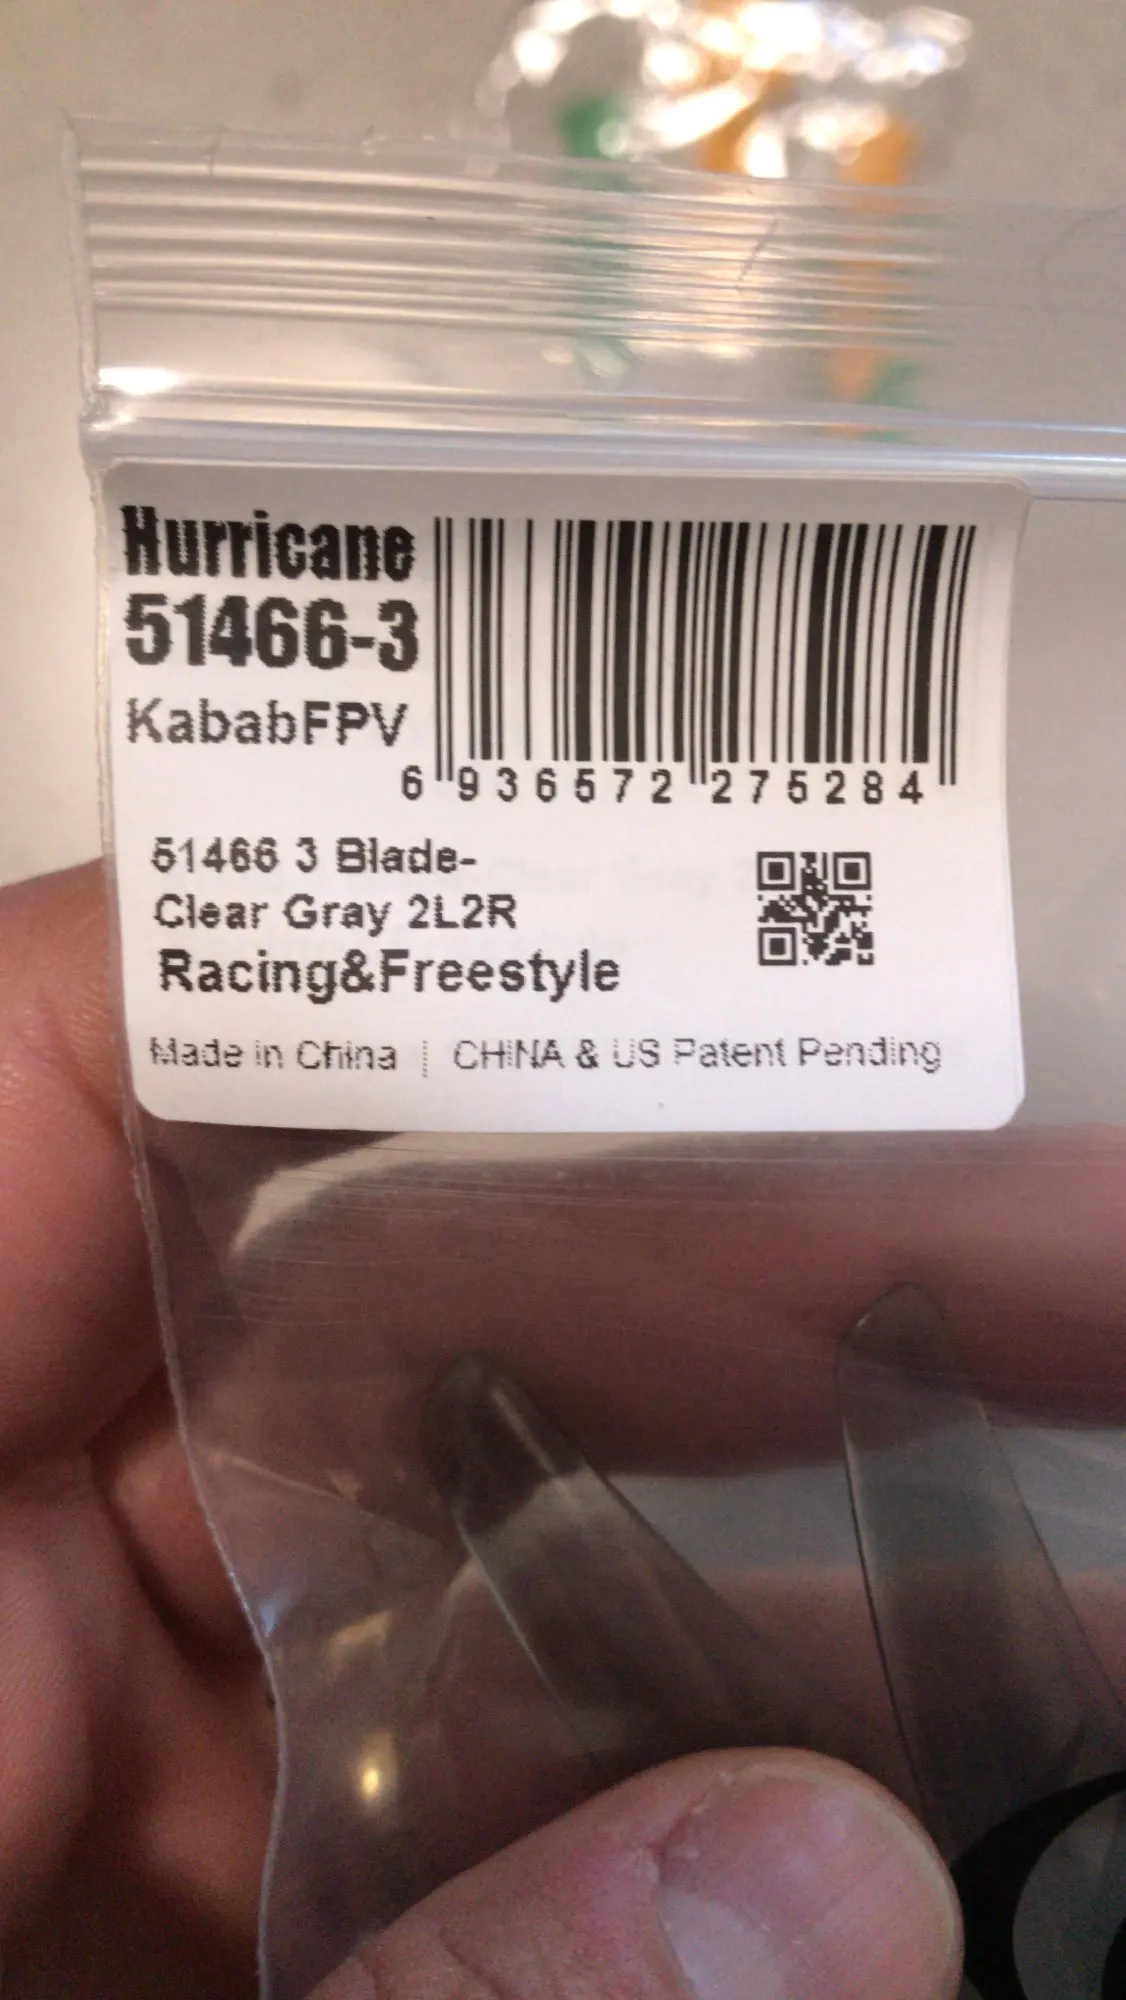 Hurricane
51466-3
KababFPV
6 936572 275284
51466 3 Blade-
Clear Gray 2L2R
Racing&Freestyle
Made in China | CHINA & US Patent Pending